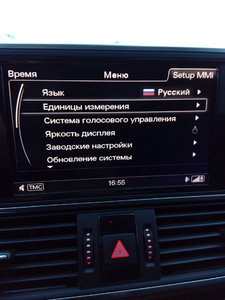 Время Меню Setup MMI
Язык Русский
Единицы измерения
Система голосового управления
Яркость дисплея
Заводские настройки
Обновление системы
TMC 16:55